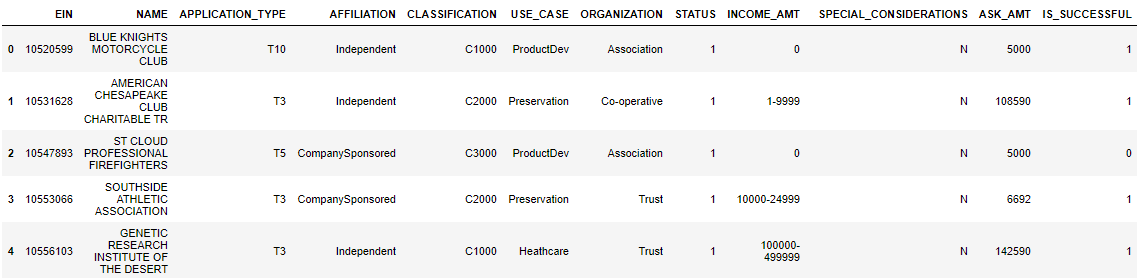 EIN NAME APPLICATION_TYPE AFFILIATION CLASSIFICATION USE_CASE ORGANIZATION STATUS INCOME_AMT SPECIAL_CONSIDERATIONS ASK_AMT IS_SUCCESSFUL
BLUE KNIGHTS
0 10520599 MOTORCYCLE T10 Independent C1000 ProductDev Association 1 0 N 5000 1
CLUB
AMERICAN
CHESAPEAKE
1 10531628 CLUB T3 Independent C2000 Preservation Co-operative 1 1-9999 N 108590 1
CHARITABLE TR
ST CLOUD
2 10547893 PROFESSIONAL T5 CompanySponsored C3000 ProductDev Association 1 0 N 5000 0
FIREFIGHTERS
SOUTHSIDE
3 10553066 ATHLETIC T3 CompanySponsored C2000 Preservation Trust 1 10000-24999 N 6692 1
ASSOCIATION
GENETIC
RESEARCH 100000-
4 10556103 INSTITUTE OF T3 Independent C1000 Heathcare Trust 1 499999 N 142590 1
THE DESERT